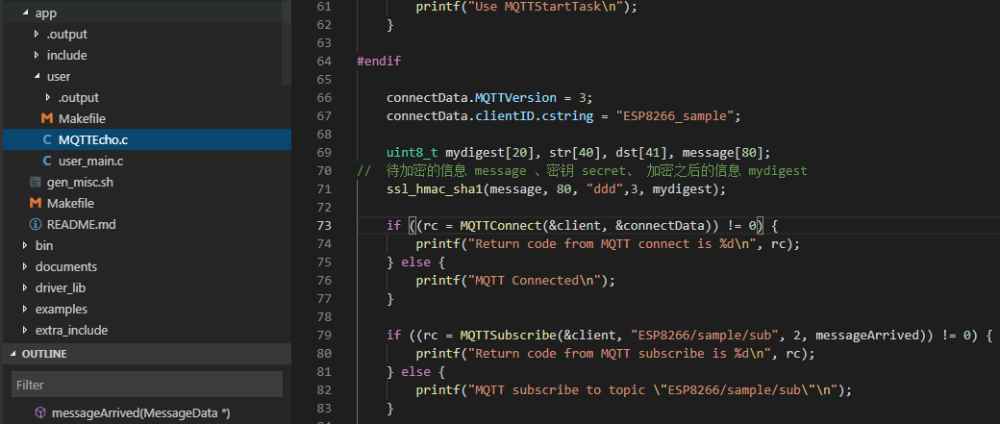 app
.output
include
user
.output
Makefile
MQTTEcho.c
user_main.c
gen_misc.sh
Makefile
README.md
bin
documents
driver_lib
examples
extra_include
OUTLINE
Filter
messageArrived(MessageData *)
61 printf("Use MQTTStartTask\n");
62 }
63
64 #endif
65
66 connectData.MQTTVersion = 3;
67 connectData.clientID.cstring = "ESP8266_sample";
68
69 uint8_t mydigest[20], str[40], dst[41], message[80];
70 // 待加密的信息 message 、密钥 secret、 加密之后的信息 mydigest
71 ssl_hmac_sha1(message, 80, "ddd",3, mydigest);
72
73 if ((rc = MQTTConnect(&client, &connectData)) != 0) {
74 printf("Return code from MQTT connect is %d\n", rc);
75 } else {
76 printf("MQTT Connected\n");
77 }
78
79 if ((rc = MQTTSubscribe(&client, "ESP8266/sample/sub", 2, messageArrived)) != 0) {
80 printf("Return code from MQTT subscribe is %d\n", rc);
81 } else {
82 printf("MQTT subscribe to topic \"ESP8266/sample/sub\"\n");
83 }